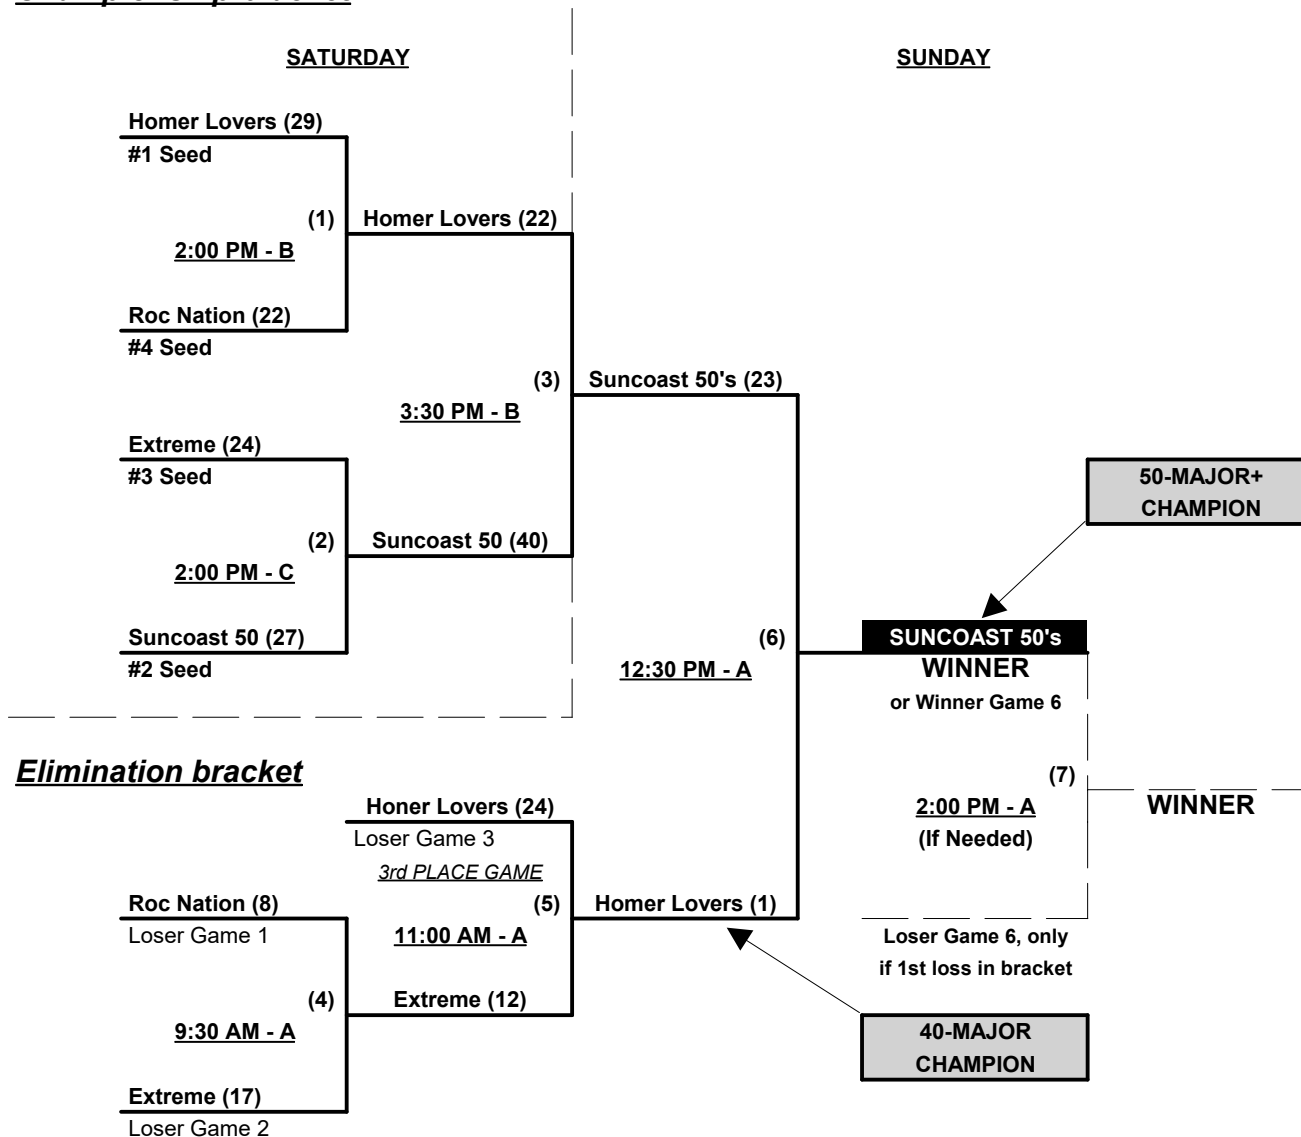 SATURDAY
SUNDAY
Homer Lovers (29)
#1 Seed
(1)
Homer Lovers (22)
2:00 PM - B
Roc Nation (22)
#4 Seed
(3)
Suncoast 50's (23)
3:30 PM - B
Extreme (24)
#3 Seed
50-MAJOR+
CHAMPION
(2)
Suncoast 50 (40)
2:00 PM - C
Suncoast 50 (27)
#2 Seed
(6)
12:30 PM - A
SUNCOAST 50's
WINNER
or Winner Game 6
Elimination bracket
(7)
2:00 PM - A
(If Needed)
WINNER
Honer Lovers (24)
Loser Game 3
3rd PLACE GAME
Roc Nation (8)
Loser Game 1
(5)
11:00 AM - A
Homer Lovers (1)
Loser Game 6, only
if 1st loss in bracket
(4)
Extreme (12)
9:30 AM - A
40-MAJOR
CHAMPION
Extreme (17)
Loser Game 2